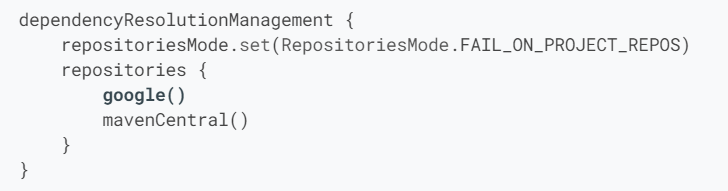 dependencyResolutionManagement {
    repositoriesMode.set(RepositoriesMode.FAIL_ON_PROJECT_REPOS)
    repositories {
        google()
        mavenCentral()
    }
}